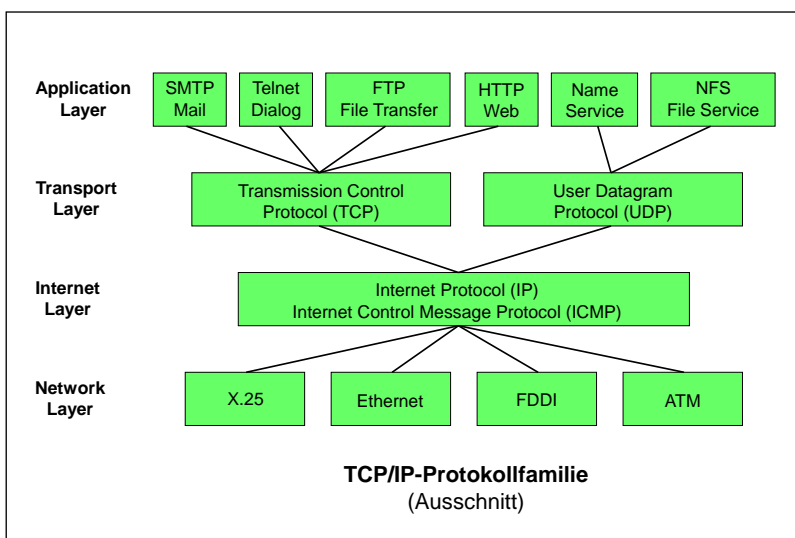 Application
Layer
SMTP
Mail
Telnet
Dialog
FTP
File Transfer
HTTP
Web
Name
Service
NFS
File Service
Transport
Layer
Transmission Control
Protocol (TCP)
User Datagram
Protocol (UDP)
Internet
Layer
Internet Protocol (IP)
Internet Control Message Protocol (ICMP)
Network
Layer
X.25
Ethernet
FDDI
ATM
TCP/IP-Protokollfamilie
(Ausschnitt)